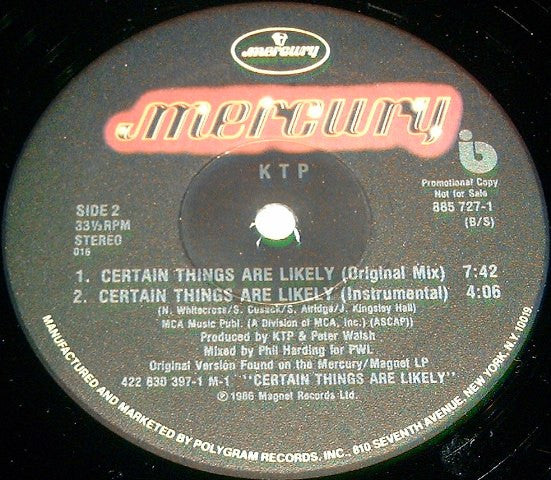 mercury
mercury
KTP
Promotional Copy
Not for Sale
885 727-1
(B/S)
SIDE 2
33⅓ RPM
STEREO
016
1. CERTAIN THINGS ARE LIKELY (Original Mix) 7:42
2. CERTAIN THINGS ARE LIKELY (Instrumental) 4:06
(N. Whitecross/S. Cusack/S. Alridge/J. Kingsley Hall)
MCA Music Publ. (A Division of MCA, Inc.) (ASCAP))
Produced by KTP & Peter Walsh
Mixed by Phil Harding for PWL
Original Version Found on the Mercury/Magnet LP
422 830 397-1 M-1 "CERTAIN THINGS ARE LIKELY"
℗ 1986 Magnet Records Ltd.
MANUFACTURED AND MARKETED BY POLYGRAM RECORDS, INC., 810 SEVENTH AVENUE, NEW YORK, N.Y. 10019